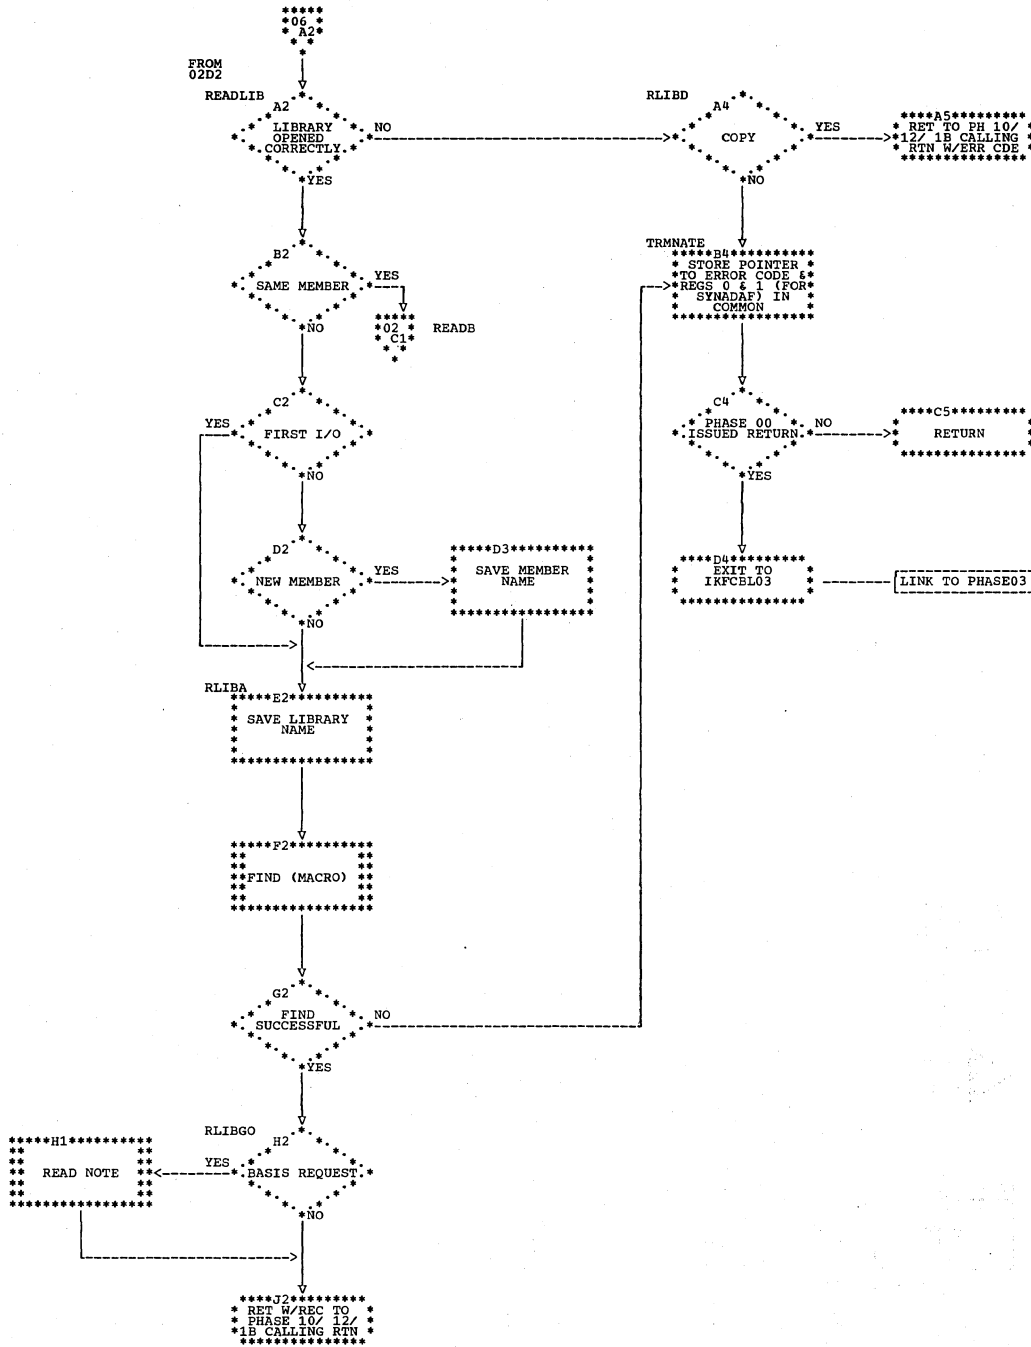 06
A2
FROM
02D2
READLIB
A2
LIBRARY
OPENED
CORRECTLY
NO
YES
RLIBD
A4
COPY
YES
NO
A5
RET TO PH 10/
12/ 1B CALLING
RTN W/ERR CDE
B2
SAME MEMBER
YES
NO
02
C1
READB
TRMNATE
B4
STORE POINTER
TO ERROR CODE &
REGS 0 & 1 (FOR
SYNADAF) IN
COMMON
C2
FIRST I/O
YES
NO
C4
PHASE 00
ISSUED RETURN
NO
YES
C5
RETURN
D2
NEW MEMBER
YES
NO
D3
SAVE MEMBER
NAME
D4
EXIT TO
IKFCBL03
LINK TO PHASE03
RLIBA
E2
SAVE LIBRARY
NAME
F2
FIND (MACRO)
G2
FIND
SUCCESSFUL
NO
YES
RLIBGO
H2
BASIS REQUEST
YES
NO
H1
READ NOTE
J2
RET W/REC TO
PHASE 10/ 12/
1B CALLING RTN